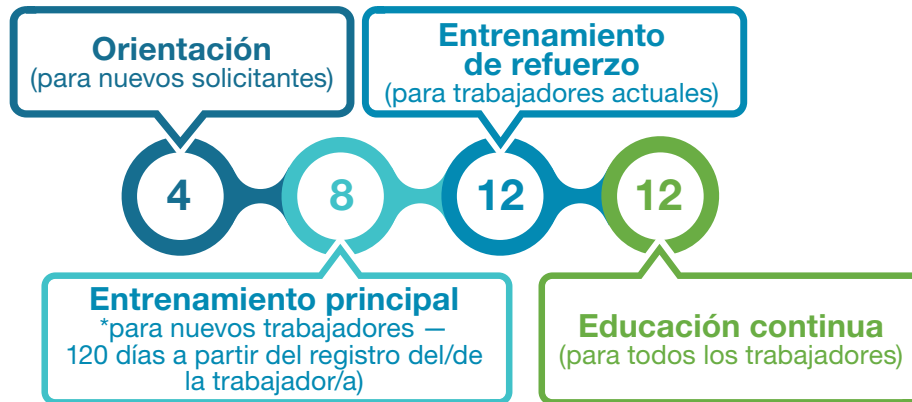 Orientación
(para nuevos solicitantes)
Entrenamiento
de refuerzo
(para trabajadores actuales)
4
8
12
12
Entrenamiento principal
*para nuevos trabajadores —
120 días a partir del registro del/de
la trabajador/a)
Educación continua
(para todos los trabajadores)